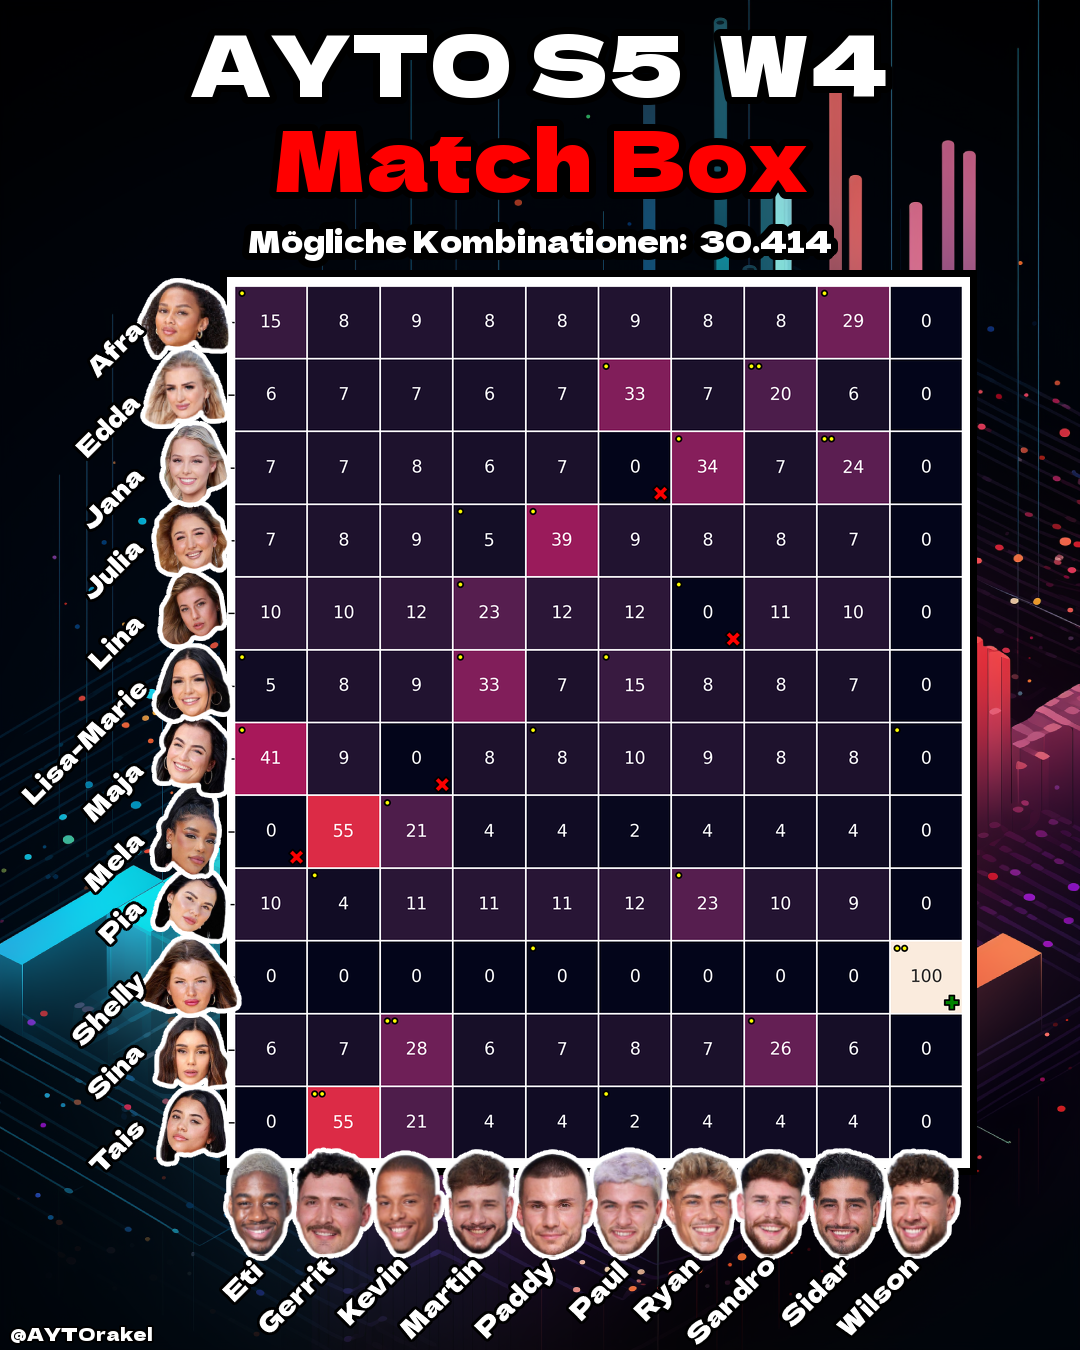 AYTO S5 W4
Match Box
Mögliche Kombinationen: 30.414
Afra 15 8 9 8 8 9 8 8 29 0
Edda 6 7 7 6 7 33 7 20 6 0
Jana 7 7 8 6 7 0 34 7 24 0
Julia 7 8 9 5 39 9 8 8 7 0
Lina 10 10 12 23 12 12 0 11 10 0
Lisa-Marie 5 8 9 33 7 15 8 8 7 0
Maja 41 9 0 8 8 10 9 8 8 0
Mela 0 55 21 4 4 2 4 4 4 0
Pia 10 4 11 11 11 12 23 10 9 0
Shelly 0 0 0 0 0 0 0 0 0 100
Sina 6 7 28 6 7 8 7 26 6 0
Tais 0 55 21 4 4 2 4 4 4 0
Eti Gerrit Kevin Martin Paddy Paul Ryan Sandro Sidar Wilson
@AYTOrakel